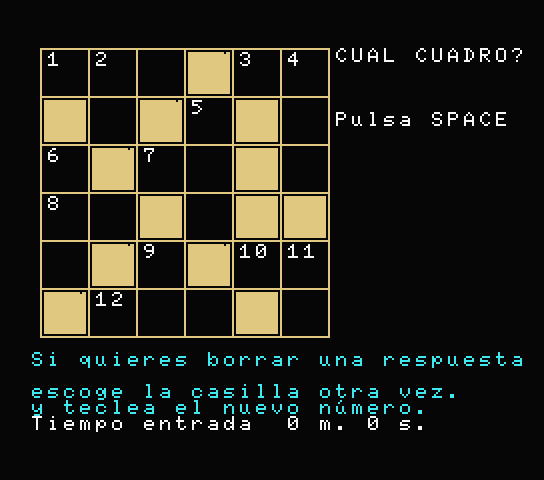 1 2 3 4 CUAL CUADRO?
5
Pulsa SPACE
6 7
8
9 10 11
12
Si quieres borrar una respuesta
escoge la casilla otra vez.
y teclea el nuevo número.
Tiempo entrada 0 m. 0 s.